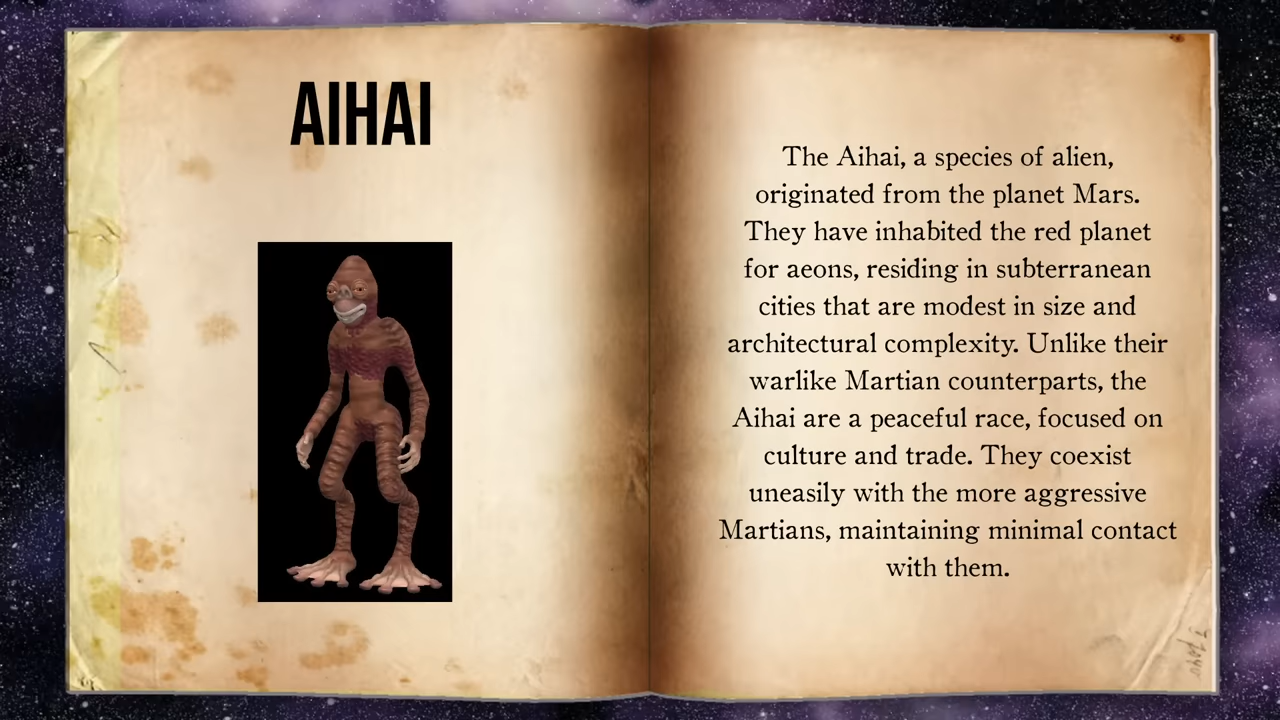 AIHAI
The Aihai, a species of alien,
originated from the planet Mars.
They have inhabited the red planet
for aeons, residing in subterranean
cities that are modest in size and
architectural complexity. Unlike their
warlike Martian counterparts, the
Aihai are a peaceful race, focused on
culture and trade. They coexist
uneasily with the more aggressive
Martians, maintaining minimal contact
with them.